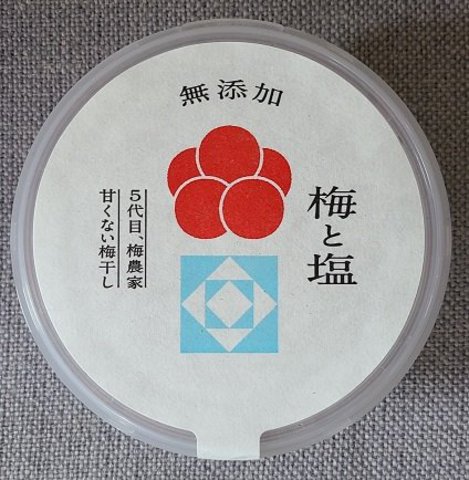 無添加
梅と塩
5代目、梅農家
甘くない梅干し